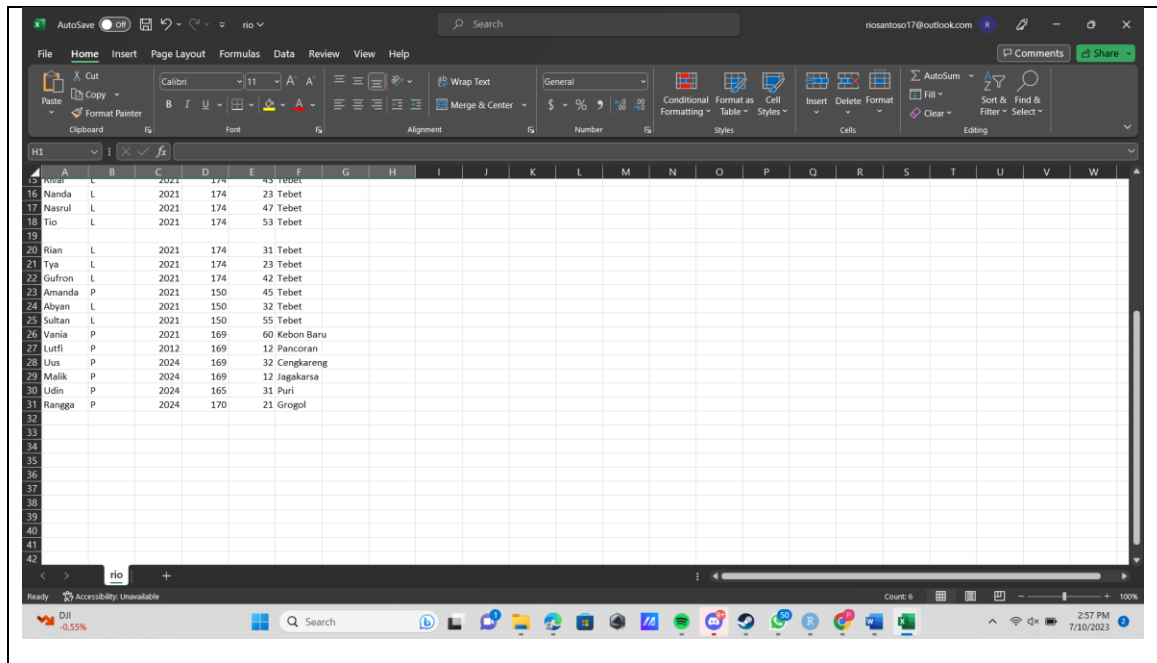 AutoSave Off rio Search riosantoso17@outlook.com R
File Home Insert Page Layout Formulas Data Review View Help Comments Share
Cut Calibri 11 Wrap Text General AutoSum
Paste Copy Fill
Format Painter B I U Merge & Center $ % 9 Conditional Format as Cell Insert Delete Format Clear Sort & Find &
Formatting Table Styles Filter Select
Clipboard Font Alignment Number Styles Cells Editing
H1 fx
A B C D E F G H I J K L M N O P Q R S T U V W
15 Rival L 2021 174 43 Tebet
16 Nanda L 2021 174 23 Tebet
17 Nasrul L 2021 174 47 Tebet
18 Tio L 2021 174 53 Tebet
19
20 Rian L 2021 174 31 Tebet
21 Tya L 2021 174 23 Tebet
22 Gufron L 2021 174 42 Tebet
23 Amanda P 2021 150 45 Tebet
24 Abyan L 2021 150 32 Tebet
25 Sultan L 2021 150 55 Tebet
26 Vania P 2021 169 60 Kebon Baru
27 Lutfi P 2012 169 12 Pancoran
28 Uus P 2024 169 32 Cengkareng
29 Malik P 2024 169 12 Jagakarsa
30 Udin P 2024 165 31 Puri
31 Rangga P 2024 170 21 Grogol
32
33
34
35
36
37
38
39
40
41
42
rio
Ready Accessibility: Unavailable Count: 6 100%
DJI
-0,55%
Search
2:57 PM
7/10/2023